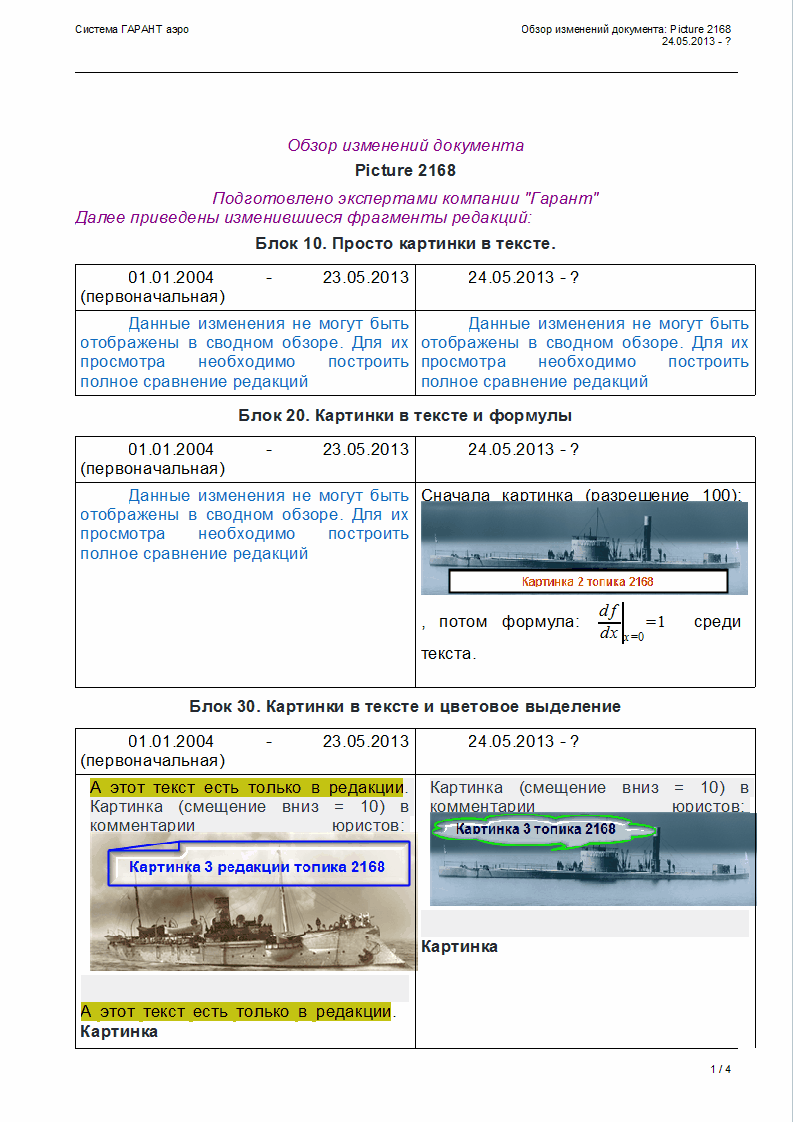 Система ГАРАНТ аэро
Обзор изменений документа: Picture 2168
24.05.2013 - ?
Обзор изменений документа
Picture 2168
Подготовлено экспертами компании "Гарант"
Далее приведены изменившиеся фрагменты редакций:
Блок 10. Просто картинки в тексте.
01.01.2004 - 23.05.2013
(первоначальная)
24.05.2013 - ?
Данные изменения не могут быть
отображены в сводном обзоре. Для их
просмотра необходимо построить
полное сравнение редакций
Данные изменения не могут быть
отображены в сводном обзоре. Для их
просмотра необходимо построить
полное сравнение редакций
Блок 20. Картинки в тексте и формулы
01.01.2004 - 23.05.2013
(первоначальная)
24.05.2013 - ?
Данные изменения не могут быть
отображены в сводном обзоре. Для их
просмотра необходимо построить
полное сравнение редакций
Сначала картинка (разрешение 100):
Картинка 2 топика 2168
, потом формула: df/dx|x=0 =1 среди
текста.
Блок 30. Картинки в тексте и цветовое выделение
01.01.2004 - 23.05.2013
(первоначальная)
24.05.2013 - ?
А этот текст есть только в редакции.
Картинка (смещение вниз = 10) в
комментарии юристов:
Картинка 3 редакции топика 2168
А этот текст есть только в редакции.
Картинка
Картинка (смещение вниз = 10) в
комментарии юристов:
Картинка 3 топика 2168
Картинка
1 / 4